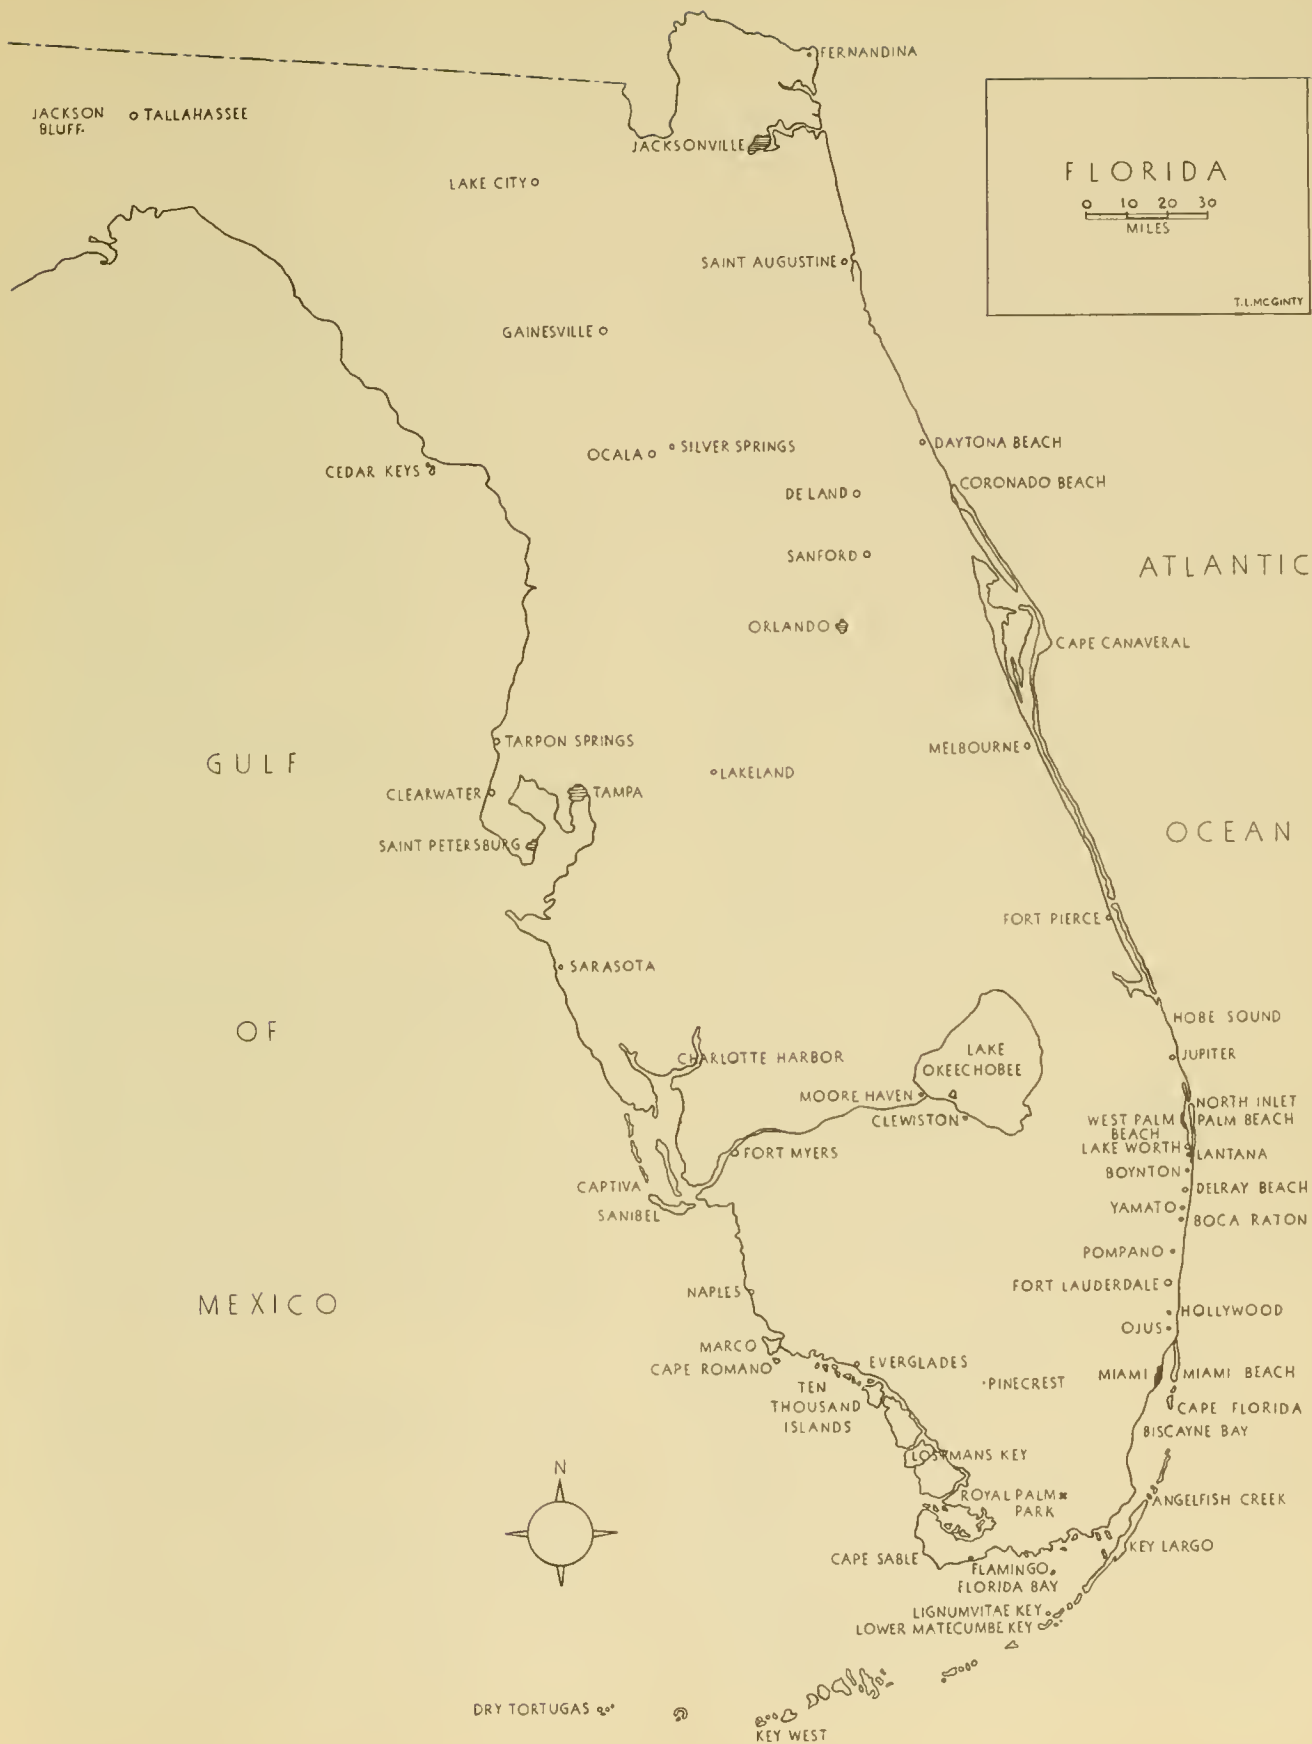 FERNANDINA
JACKSON
BLUFF.
TALLAHASSEE
JACKSONVILLE
FLORIDA
0 10 20 30
MILES
T.L.MCGINTY
LAKE CITY
SAINT AUGUSTINE
GAINESVILLE
OCALA
SILVER SPRINGS
DAYTONA BEACH
CEDAR KEYS
DE LAND
CORONADO BEACH
SANFORD
ATLANTIC
ORLANDO
CAPE CANAVERAL
TARPON SPRINGS
MELBOURNE
GULF
LAKELAND
CLEARWATER
TAMPA
OCEAN
SAINT PETERSBURG
FORT PIERCE
SARASOTA
HOBE SOUND
OF
CHARLOTTE HARBOR
LAKE
OKEECHOBEE
JUPITER
MOORE HAVEN
CLEWISTON
NORTH INLET
WEST PALM
BEACH
PALM BEACH
LAKE WORTH
LANTANA
FORT MYERS
BOYNTON
CAPTIVA
DELRAY BEACH
SANIBEL
YAMATO
BOCA RATON
POMPANO
NAPLES
FORT LAUDERDALE
MEXICO
HOLLYWOOD
OJUS
MARCO
CAPE ROMANO
EVERGLADES
PINECREST
MIAMI
MIAMI BEACH
TEN
THOUSAND
ISLANDS
CAPE FLORIDA
BISCAYNE BAY
LOSTMANS KEY
N
ROYAL PALM
PARK
ANGELFISH CREEK
CAPE SABLE
KEY LARGO
FLAMINGO
FLORIDA BAY
LIGNUMVITAE KEY
LOWER MATECUMBE KEY
DRY TORTUGAS
KEY WEST